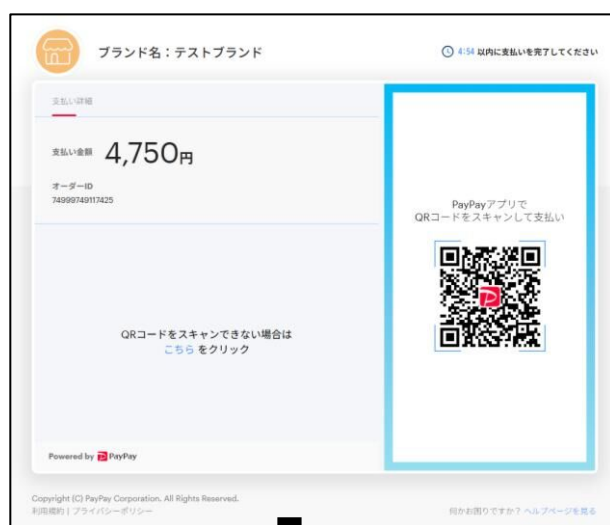 ブランド名：テストブランド
4:54 以内に支払いを完了してください
支払い詳細
支払い金額 4,750円
オーダーID
74999749117425
PayPayアプリで
QRコードをスキャンして支払い
QRコードをスキャンできない場合は
こちら をクリック
Powered by PayPay
Copyright (C) PayPay Corporation. All Rights Reserved.
利用規約 | プライバシーポリシー
何かお困りですか？ ヘルプページを見る